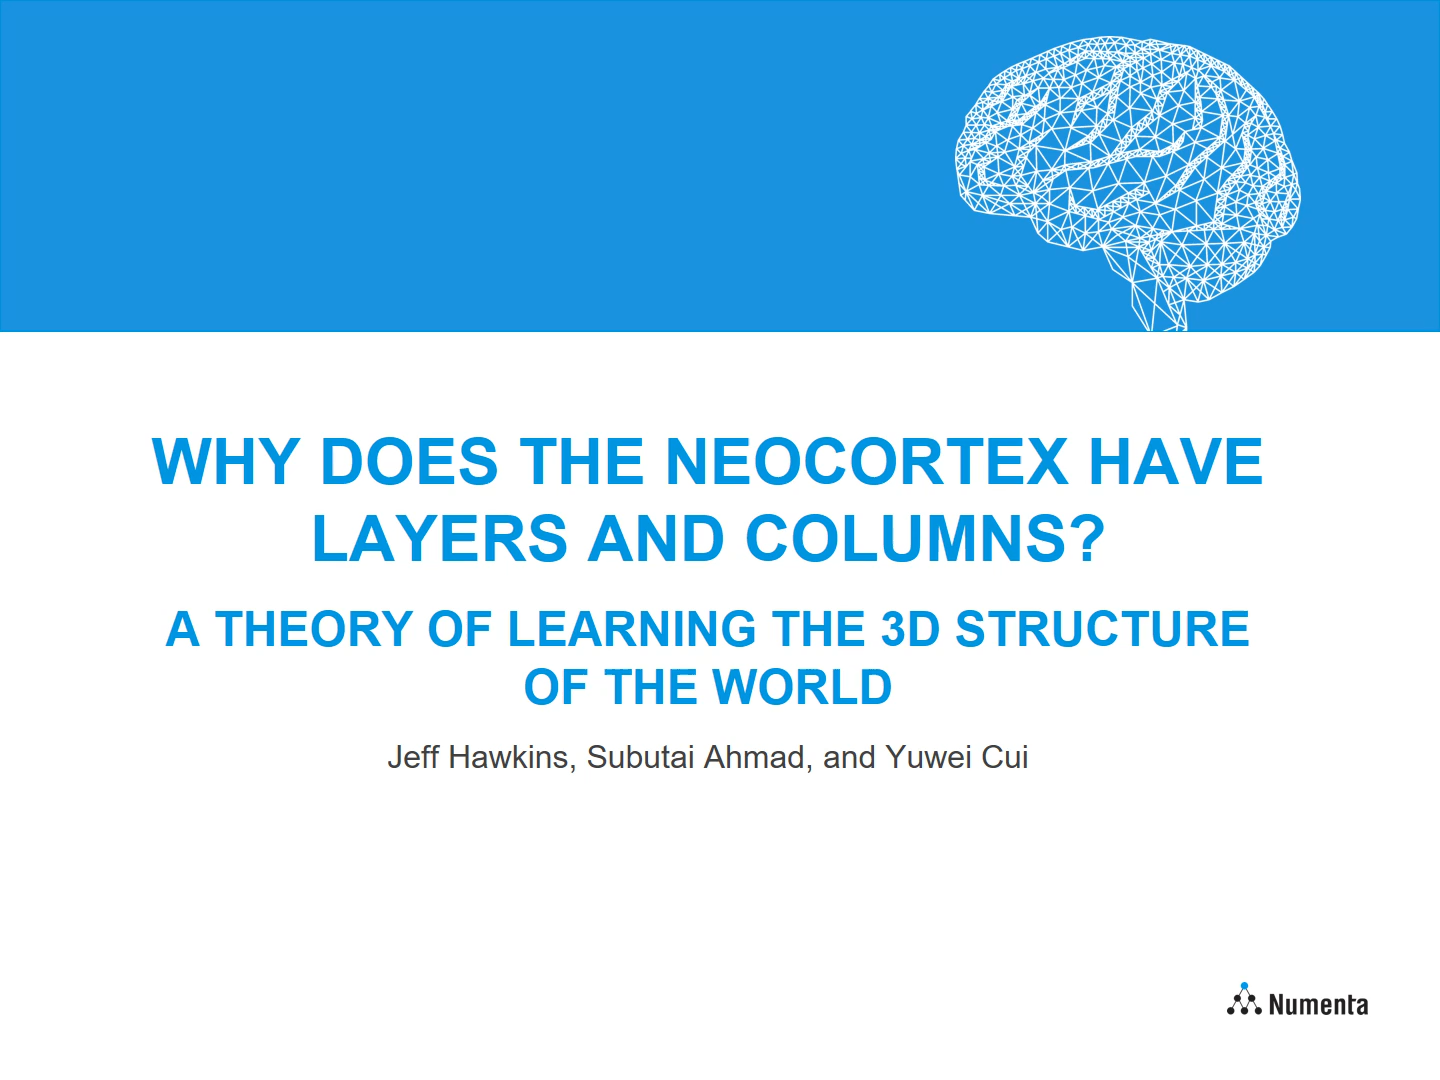 WHY DOES THE NEOCORTEX HAVE
LAYERS AND COLUMNS?
A THEORY OF LEARNING THE 3D STRUCTURE
OF THE WORLD
Jeff Hawkins, Subutai Ahmad, and Yuwei Cui
Numenta